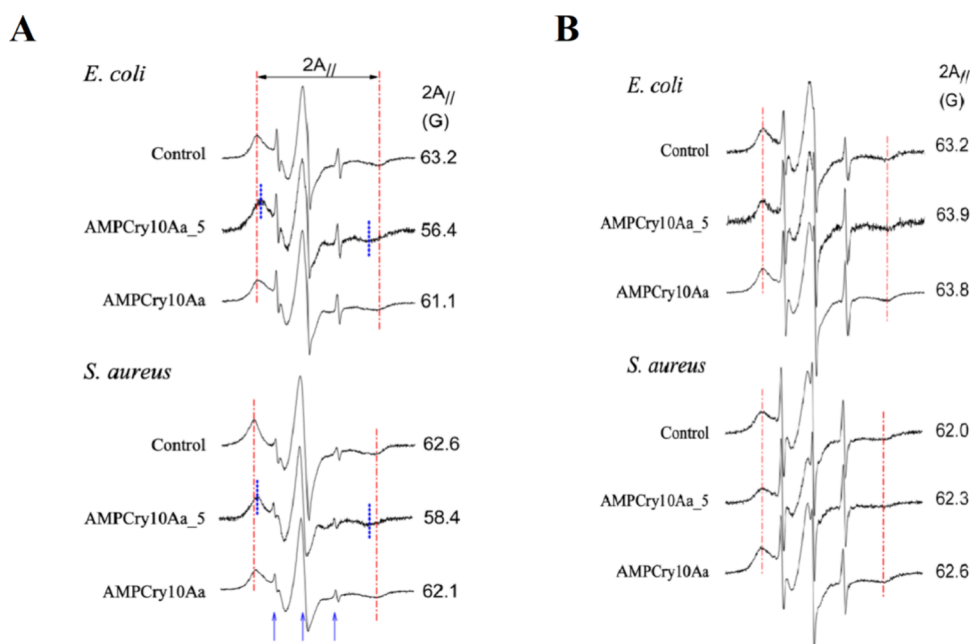 A
E. coli
2A//
2A//
(G)
Control
63.2
AMPCry10Aa_5
56.4
AMPCry10Aa
61.1
S. aureus
Control
62.6
AMPCry10Aa_5
58.4
AMPCry10Aa
62.1
B
E. coli
2A//
(G)
Control
63.2
AMPCry10Aa_5
63.9
AMPCry10Aa
63.8
S. aureus
Control
62.0
AMPCry10Aa_5
62.3
AMPCry10Aa
62.6